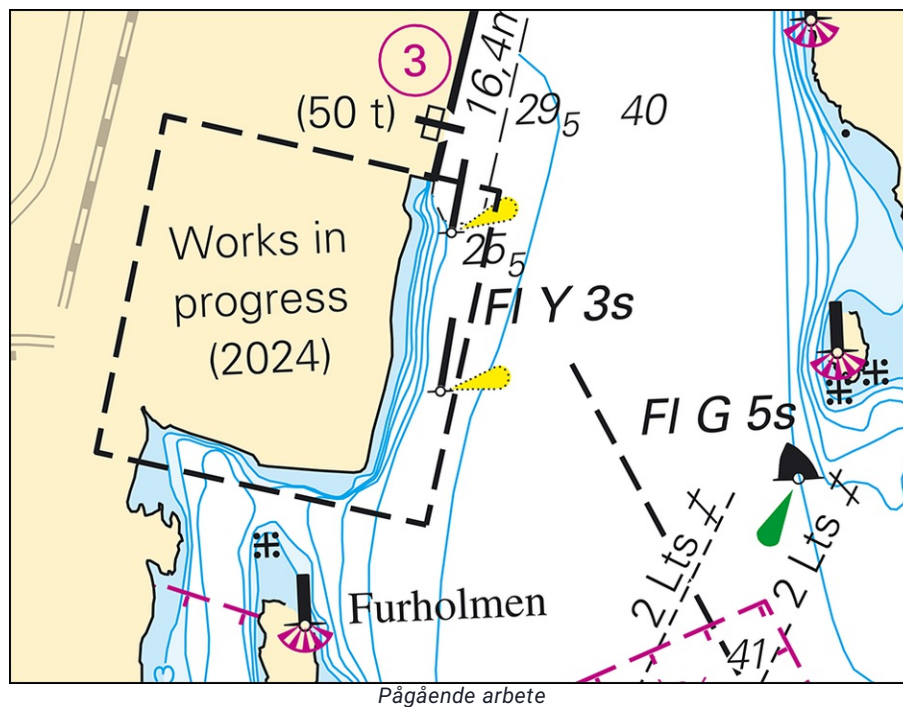 3
16,4m
(50 t)
29₅
40
Works in
progress
(2024)
25₅
Fl Y 3s
Fl G 5s
2 Lts
2 Lts
Furholmen
41
3
Pågående arbete